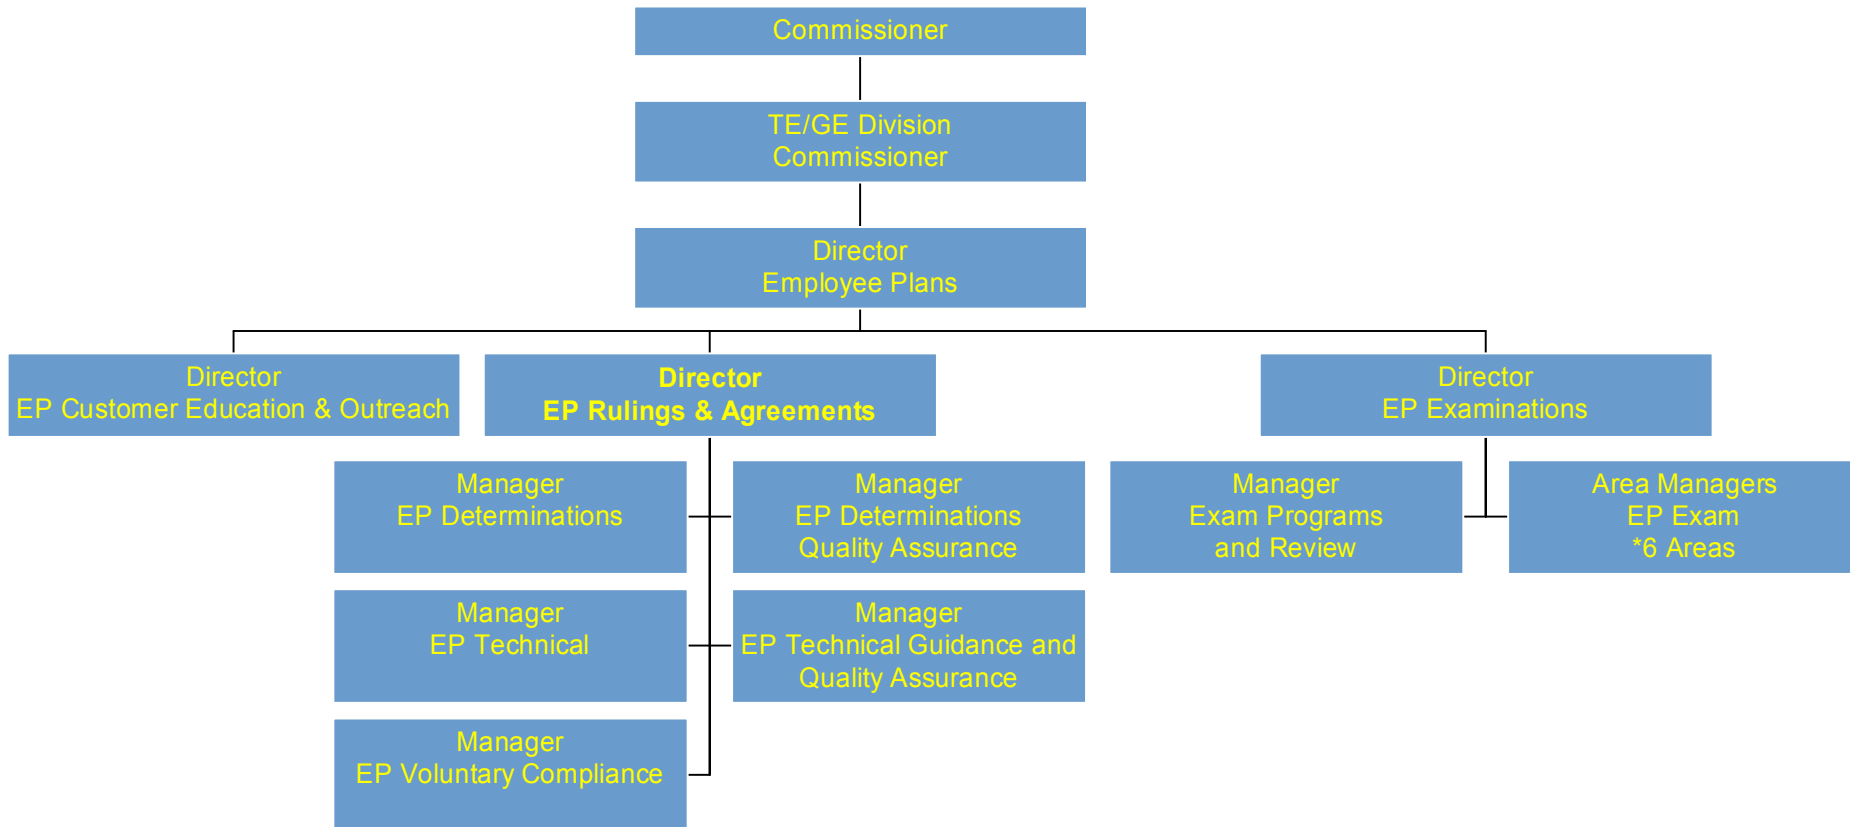 Commissioner
TE/GE Division
Commissioner
Director
Employee Plans
Director
EP Customer Education & Outreach
Director
EP Rulings & Agreements
Director
EP Examinations
Manager
EP Determinations
Manager
EP Determinations
Quality Assurance
Manager
Exam Programs
and Review
Area Managers
EP Exam
*6 Areas
Manager
EP Technical
Manager
EP Technical Guidance and
Quality Assurance
Manager
EP Voluntary Compliance